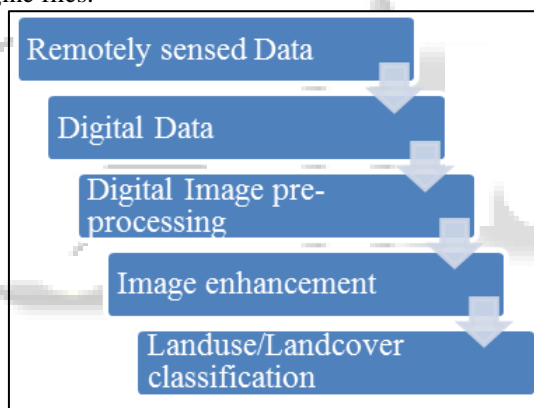 Remotely sensed Data
Digital Data
Digital Image pre-
processing
Image enhancement
Landuse/Landcover
classification